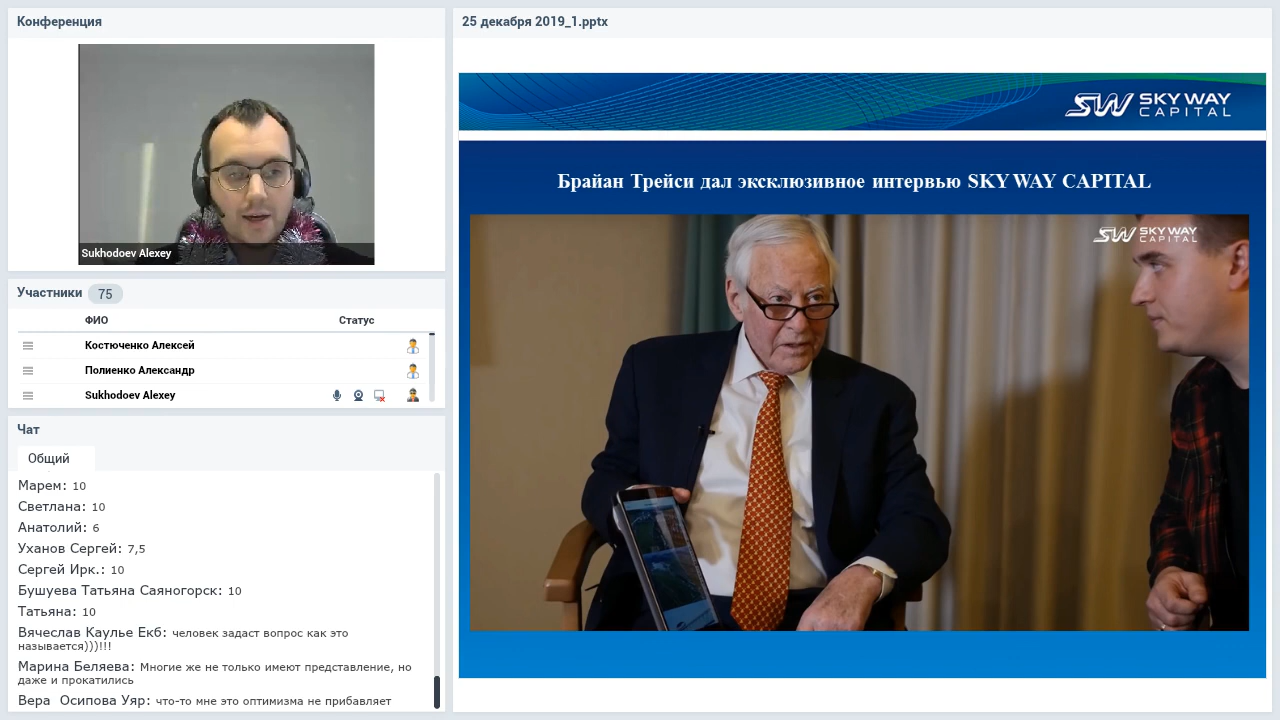 Конференция
Sukhodoev Alexey
Участники 75
ФИО Статус
Костюченко Алексей
Полиенко Александр
Sukhodoev Alexey
Чат
Общий
Марем: 10
Светлана: 10
Анатолий: 6
Уханов Сергей: 7,5
Сергей Ирк.: 10
Бушуева Татьяна Саяногорск: 10
Татьяна: 10
Вячеслав Каулье Екб: человек задаст вопрос как это
называется)))!!!
Марина Беляева: Многие же не только имеют представление, но
даже и прокатились
Вера Осипова Уяр: что-то мне это оптимизма не прибавляет
25 декабря 2019_1.pptx
SW SKY WAY
CAPITAL
Брайан Трейси дал эксклюзивное интервью SKY WAY CAPITAL
SW SKY WAY
CAPITAL